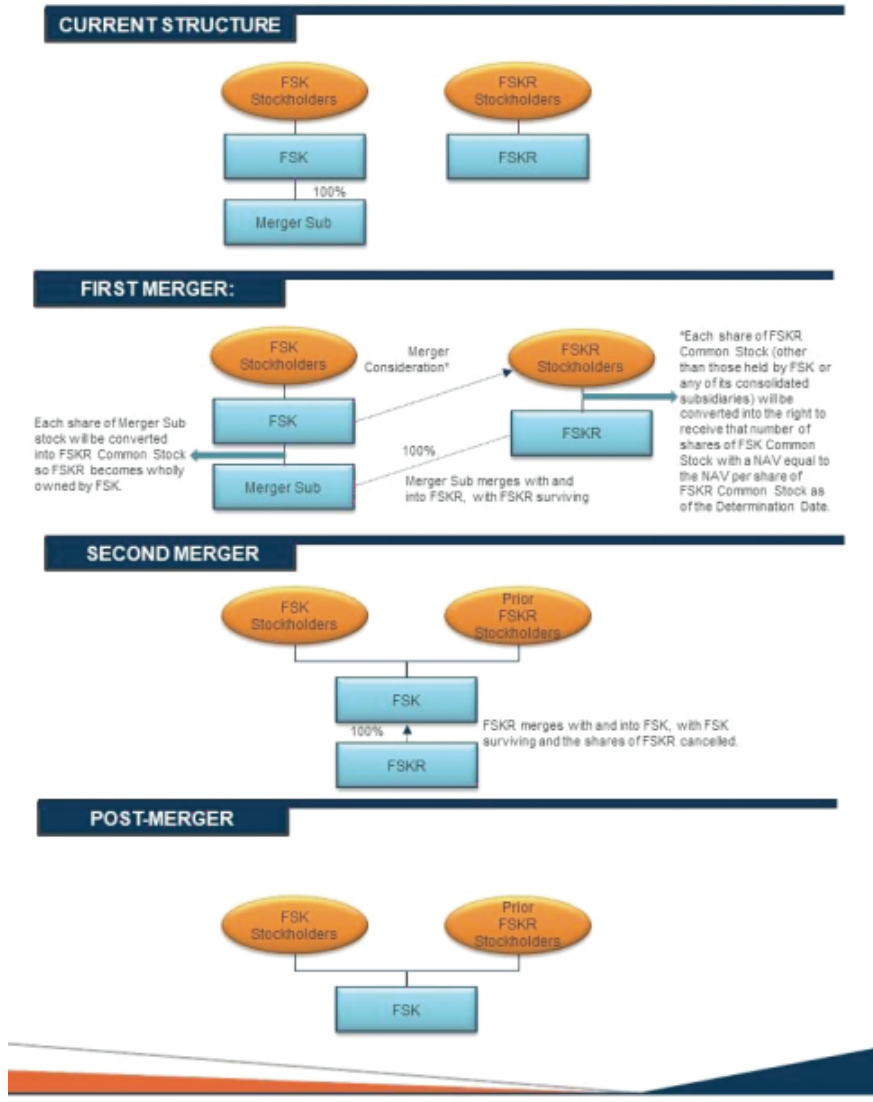 CURRENT STRUCTURE
FSK
Stockholders
FSKR
Stockholders
FSK
FSKR
100%
Merger Sub
FIRST MERGER:
FSK
Stockholders
Merger
Consideration*
FSKR
Stockholders
*Each share of FSKR
Common Stock (other
than those held by FSK or
any of its consolidated
subsidiaries) will be
converted into the right to
receive that number of
shares of FSK Common
Stock with a NAV equal to
the NAV per share of
FSKR Common Stock as
of the Determination Date.
Each share of Merger Sub
stock will be converted
into FSKR Common Stock
so FSKR becomes wholly
owned by FSK.
FSK
FSKR
100%
Merger Sub
Merger Sub merges with and
into FSKR, with FSKR surviving
SECOND MERGER
FSK
Stockholders
Prior
FSKR
Stockholders
FSK
100%
FSKR merges with and into FSK, with FSK
surviving and the shares of FSKR cancelled.
FSKR
POST-MERGER
FSK
Stockholders
Prior
FSKR
Stockholders
FSK